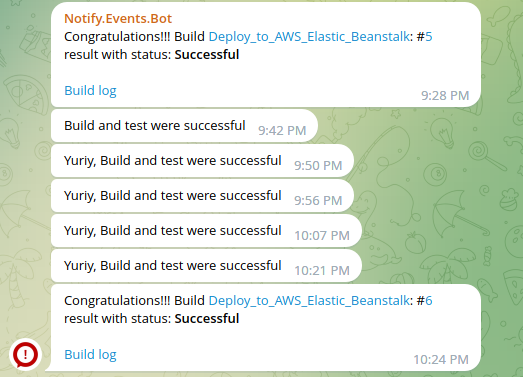 Notify.Events.Bot
Congratulations!!! Build Deploy_to_AWS_Elastic_Beanstalk: #5
result with status: Successful
Build log
9:28 PM
Build and test were successful 9:42 PM
Yuriy, Build and test were successful 9:50 PM
Yuriy, Build and test were successful 9:56 PM
Yuriy, Build and test were successful 10:07 PM
Yuriy, Build and test were successful 10:21 PM
Congratulations!!! Build Deploy_to_AWS_Elastic_Beanstalk: #6
result with status: Successful
Build log
10:24 PM